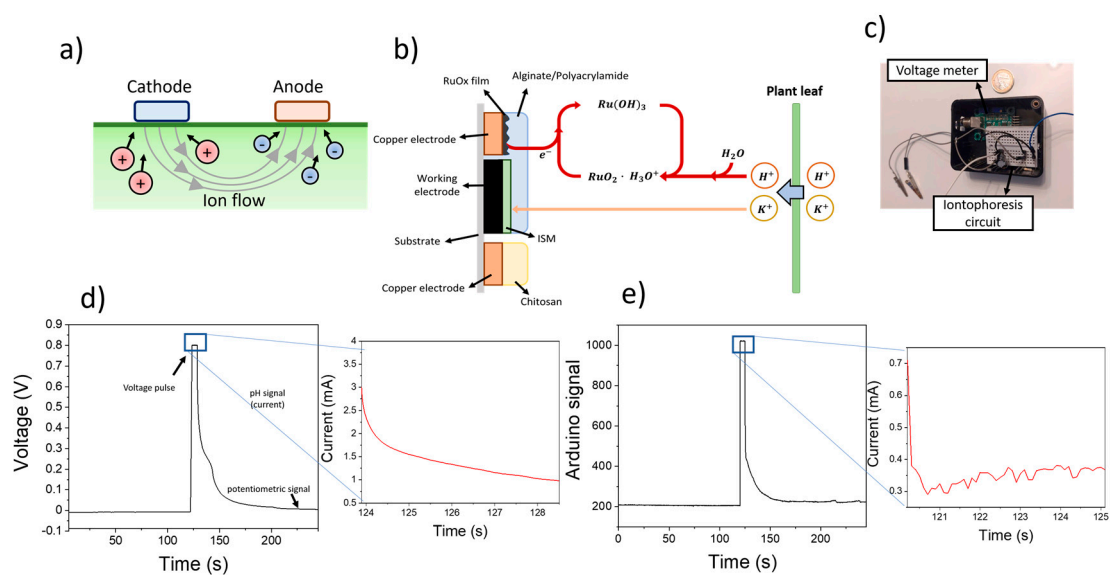 a)
Cathode
Anode
+
+
+
-
-
-
Ion flow
b)
RuOx film
Alginate/Polyacrylamide
Copper electrode
Working
electrode
Substrate
ISM
Copper electrode
Chitosan
e⁻
Ru(OH)₃
RuO₂ · H₃O⁺
H₂O
Plant leaf
H⁺
H⁺
K⁺
K⁺
c)
Voltage meter
Iontophoresis
circuit
d)
Voltage (V)
0.9
0.8
0.7
0.6
0.5
0.4
0.3
0.2
0.1
0
-0.1
50
100
150
200
Time (s)
Voltage pulse
pH signal
(current)
potentiometric signal
Current (mA)
4
3.5
3
2.5
2
1.5
1
0.5
124
125
126
127
128
Time (s)
e)
Arduino signal
1000
800
600
400
200
0
50
100
150
200
Time (s)
Current (mA)
0.7
0.6
0.5
0.4
0.3
121
122
123
124
125
Time (s)